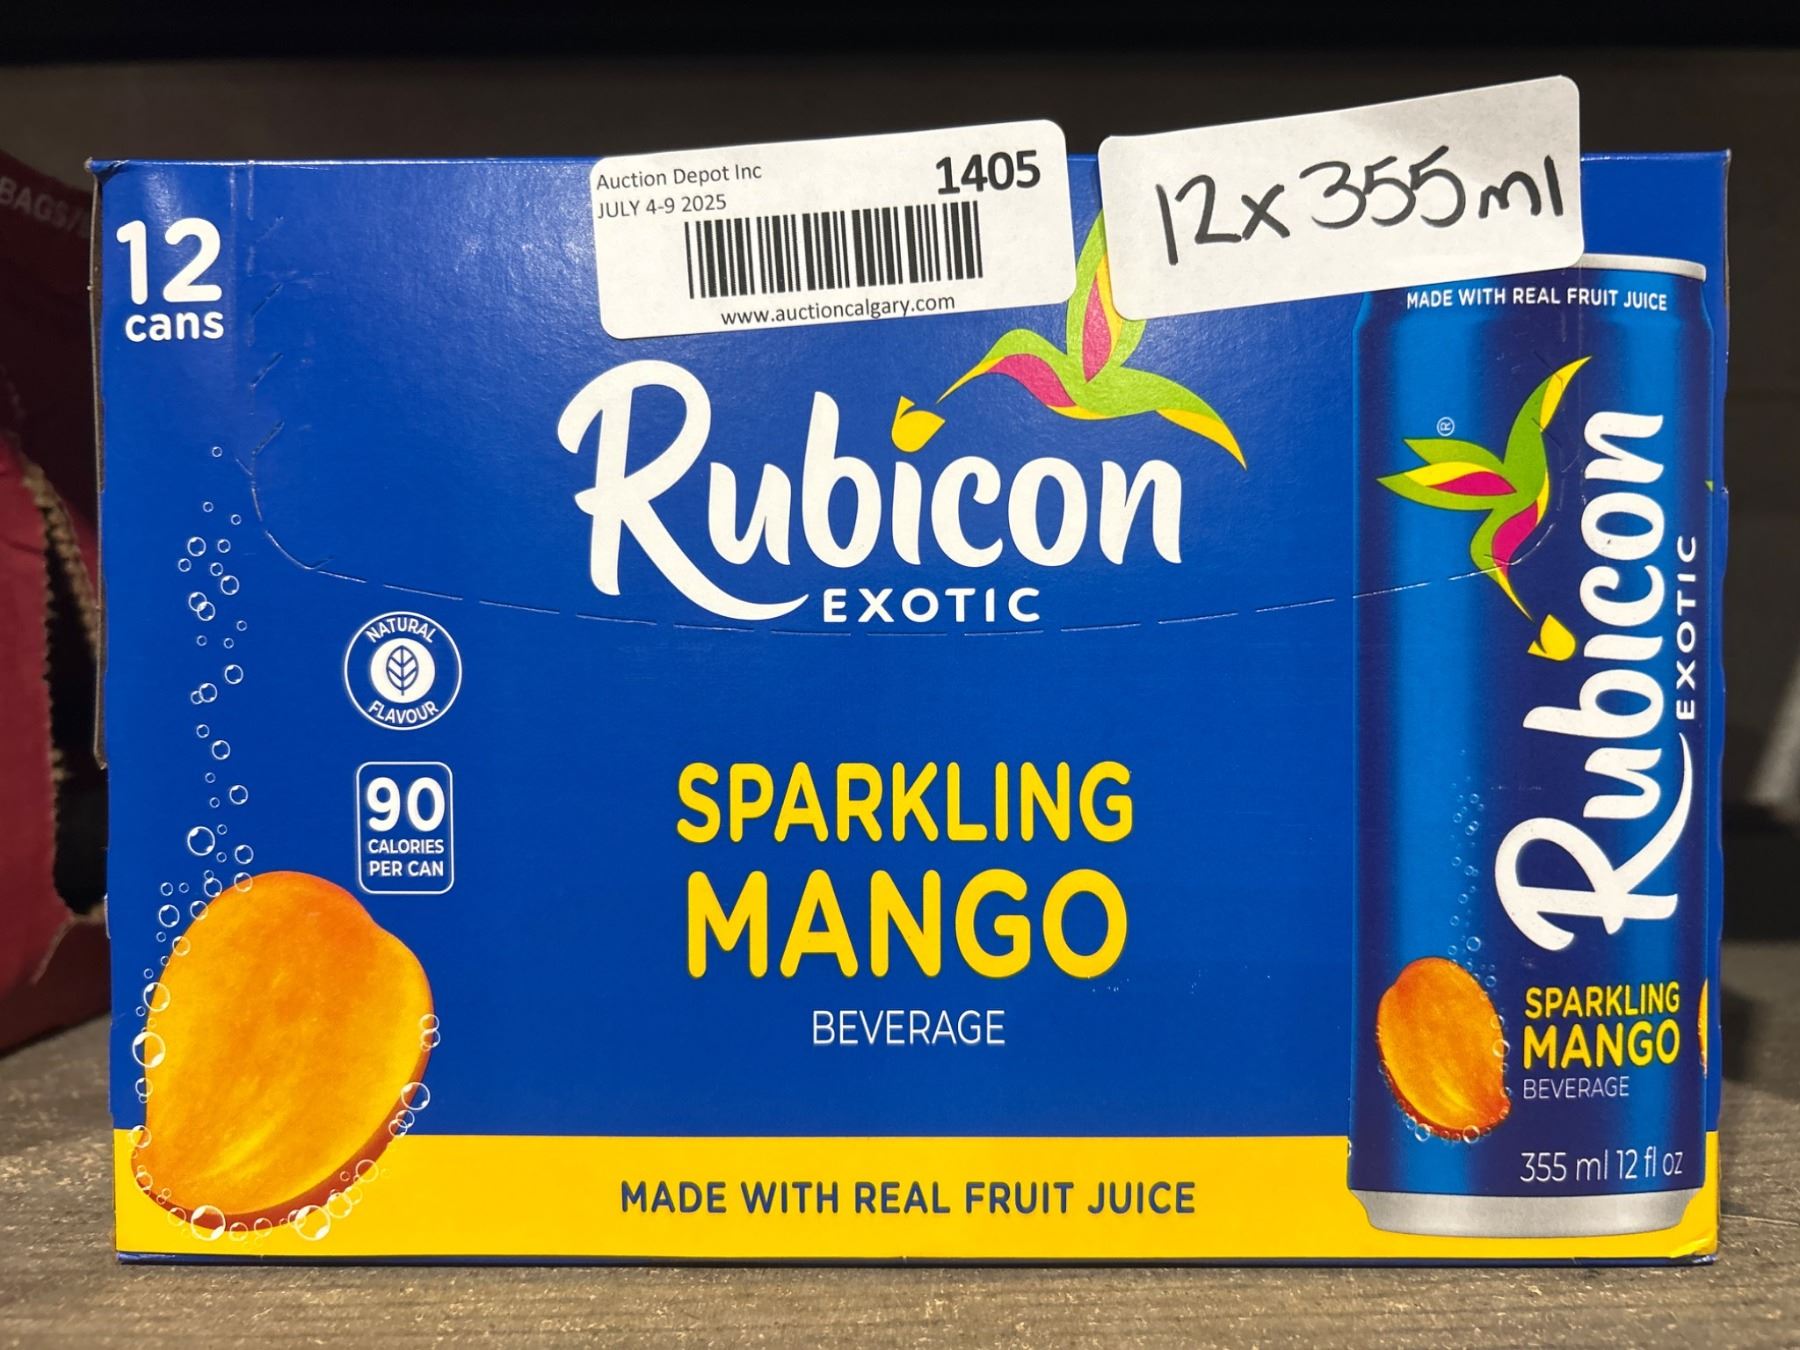 Auction Depot Inc
1405
JULY 4-9 2025
www.auctioncalgary.com
12x355ml
12
cans
Rubicon
EXOTIC
NATURAL
FLAVOUR
90
CALORIES
PER CAN
SPARKLING
MANGO
BEVERAGE
MADE WITH REAL FRUIT JUICE
MADE WITH REAL FRUIT JUICE
®
Rubicon
EXOTIC
SPARKLING
MANGO
BEVERAGE
355 ml 12 fl oz